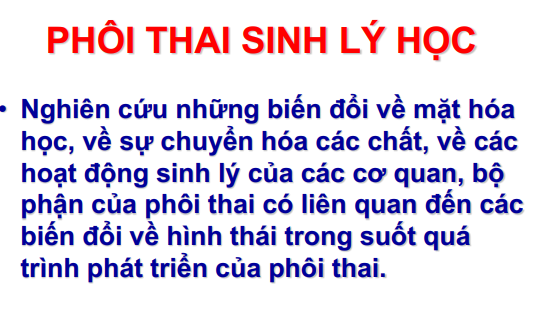 PHÔI THAI SINH LÝ HỌC
• Nghiên cứu những biến đổi về mặt hóa
học, về sự chuyển hóa các chất, về các
hoạt động sinh lý của các cơ quan, bộ
phận của phôi thai có liên quan đến các
biến đổi về hình thái trong suốt quá
trình phát triển của phôi thai.